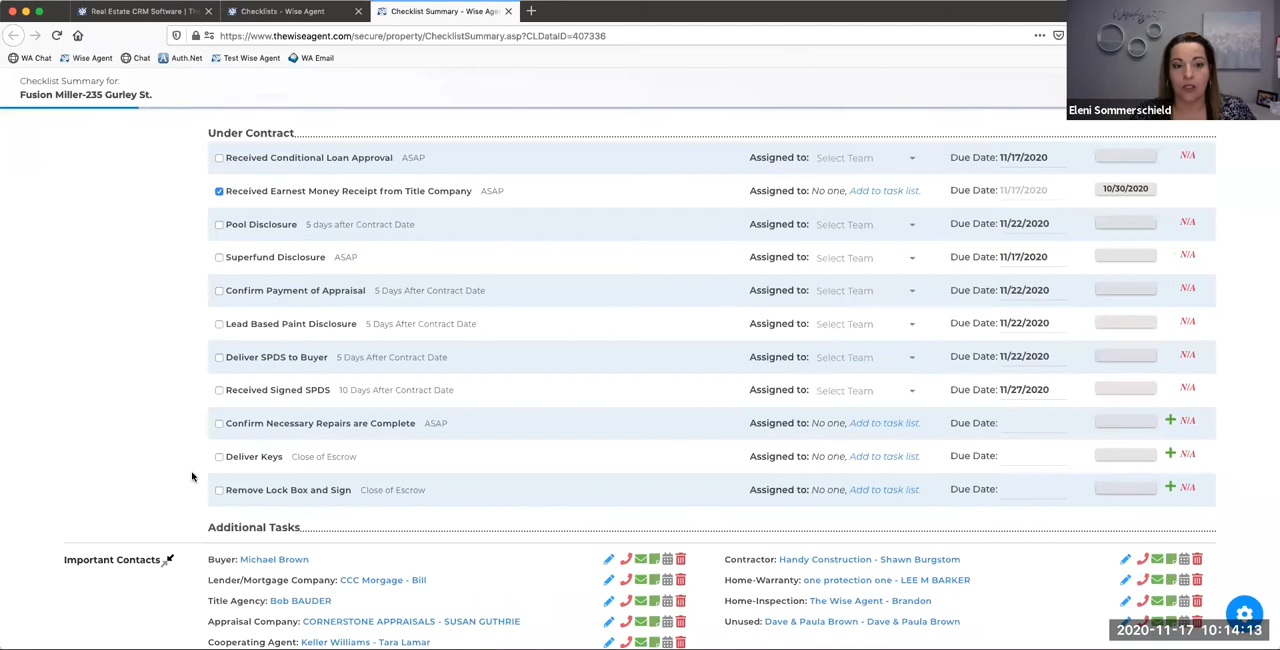 Real Estate CRM Software | Th
Checklists - Wise Agent
Checklist Summary - Wise Age
https://www.thewiseagent.com/secure/property/ChecklistSummary.asp?CLDataID=407336
WA Chat
Wise Agent
Chat
Auth.Net
Test Wise Agent
WA Email
Eleni Sommerschield
Checklist Summary for:
Fusion Miller-235 Gurley St.
Under Contract
Received Conditional Loan Approval ASAP Assigned to: Select Team Due Date: 11/17/2020 N/A
Received Earnest Money Receipt from Title Company ASAP Assigned to: No one, Add to task list. Due Date: 11/17/2020 10/30/2020
Pool Disclosure 5 days after Contract Date Assigned to: Select Team Due Date: 11/22/2020 N/A
Superfund Disclosure ASAP Assigned to: Select Team Due Date: 11/17/2020 N/A
Confirm Payment of Appraisal 5 Days After Contract Date Assigned to: Select Team Due Date: 11/22/2020 N/A
Lead Based Paint Disclosure 5 Days After Contract Date Assigned to: Select Team Due Date: 11/22/2020 N/A
Deliver SPDS to Buyer 5 Days After Contract Date Assigned to: Select Team Due Date: 11/22/2020 N/A
Received Signed SPDS 10 Days After Contract Date Assigned to: Select Team Due Date: 11/27/2020 N/A
Confirm Necessary Repairs are Complete ASAP Assigned to: No one, Add to task list. Due Date: N/A
Deliver Keys Close of Escrow Assigned to: No one, Add to task list. Due Date: N/A
Remove Lock Box and Sign Close of Escrow Assigned to: No one, Add to task list. Due Date: N/A
Additional Tasks
Important Contacts
Buyer: Michael Brown
Lender/Mortgage Company: CCC Morgage - Bill
Title Agency: Bob BAUDER
Appraisal Company: CORNERSTONE APPRAISALS - SUSAN GUTHRIE
Cooperating Agent: Keller Williams - Tara Lamar
Contractor: Handy Construction - Shawn Burgstom
Home-Warranty: one protection one - LEE M BARKER
Home-Inspection: The Wise Agent - Brandon
Unused: Dave & Paula Brown - Dave & Paula Brown
2020-11-17 10:14:13